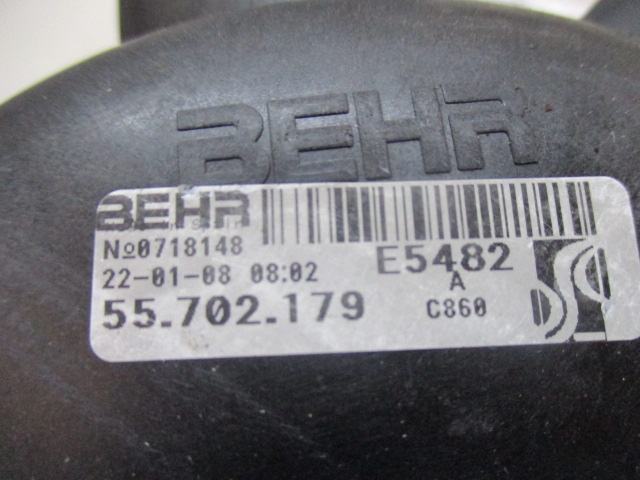 BEHR
BEHR
№0718148
22-01-08 08:02
55.702.179
E5482
A
C860